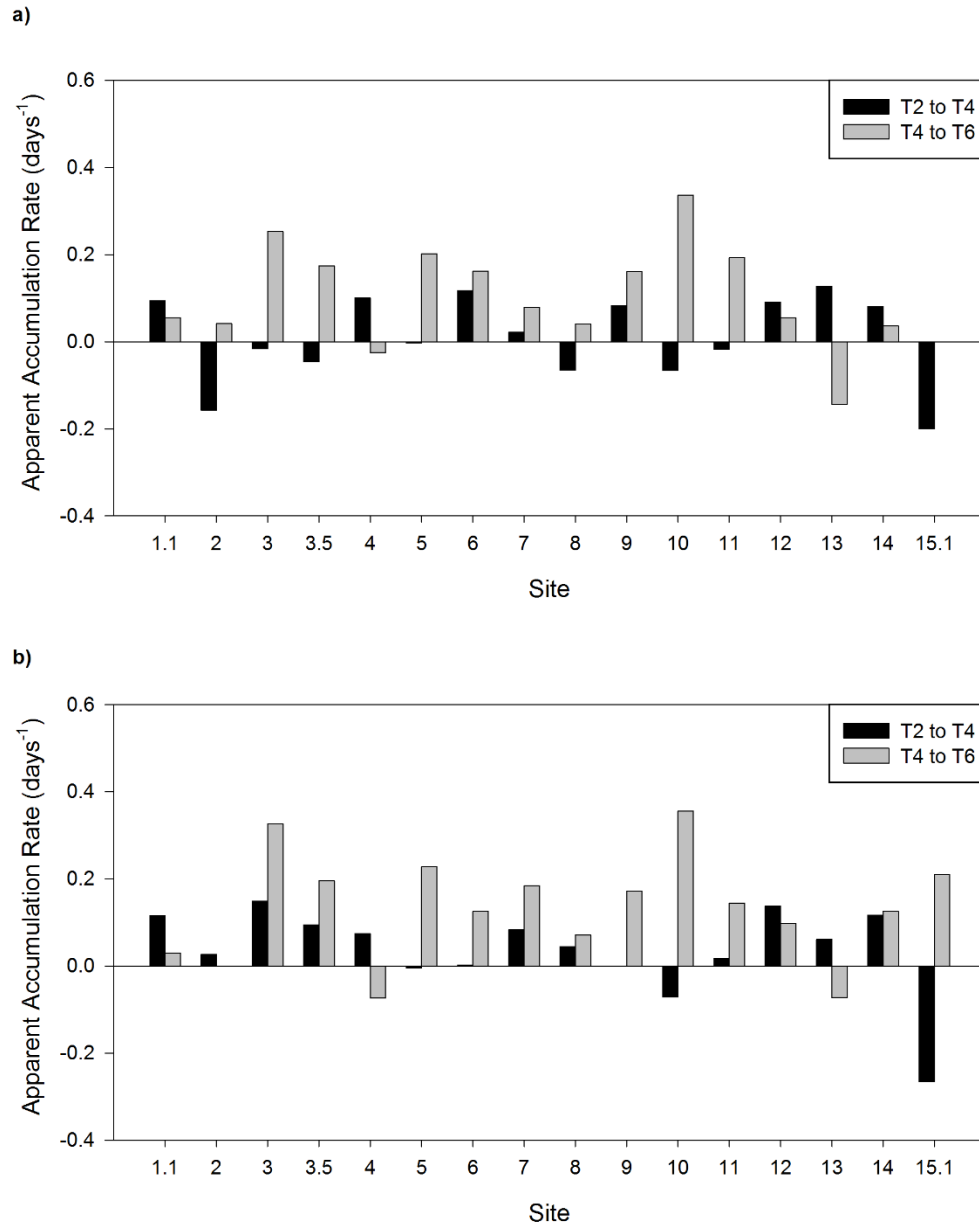 a)
Apparent Accumulation Rate (days⁻¹)
0.6
0.4
0.2
0.0
-0.2
-0.4
T2 to T4
T4 to T6
1.1 2 3 3.5 4 5 6 7 8 9 10 11 12 13 14 15.1
Site
b)
Apparent Accumulation Rate (days⁻¹)
0.6
0.4
0.2
0.0
-0.2
-0.4
T2 to T4
T4 to T6
1.1 2 3 3.5 4 5 6 7 8 9 10 11 12 13 14 15.1
Site